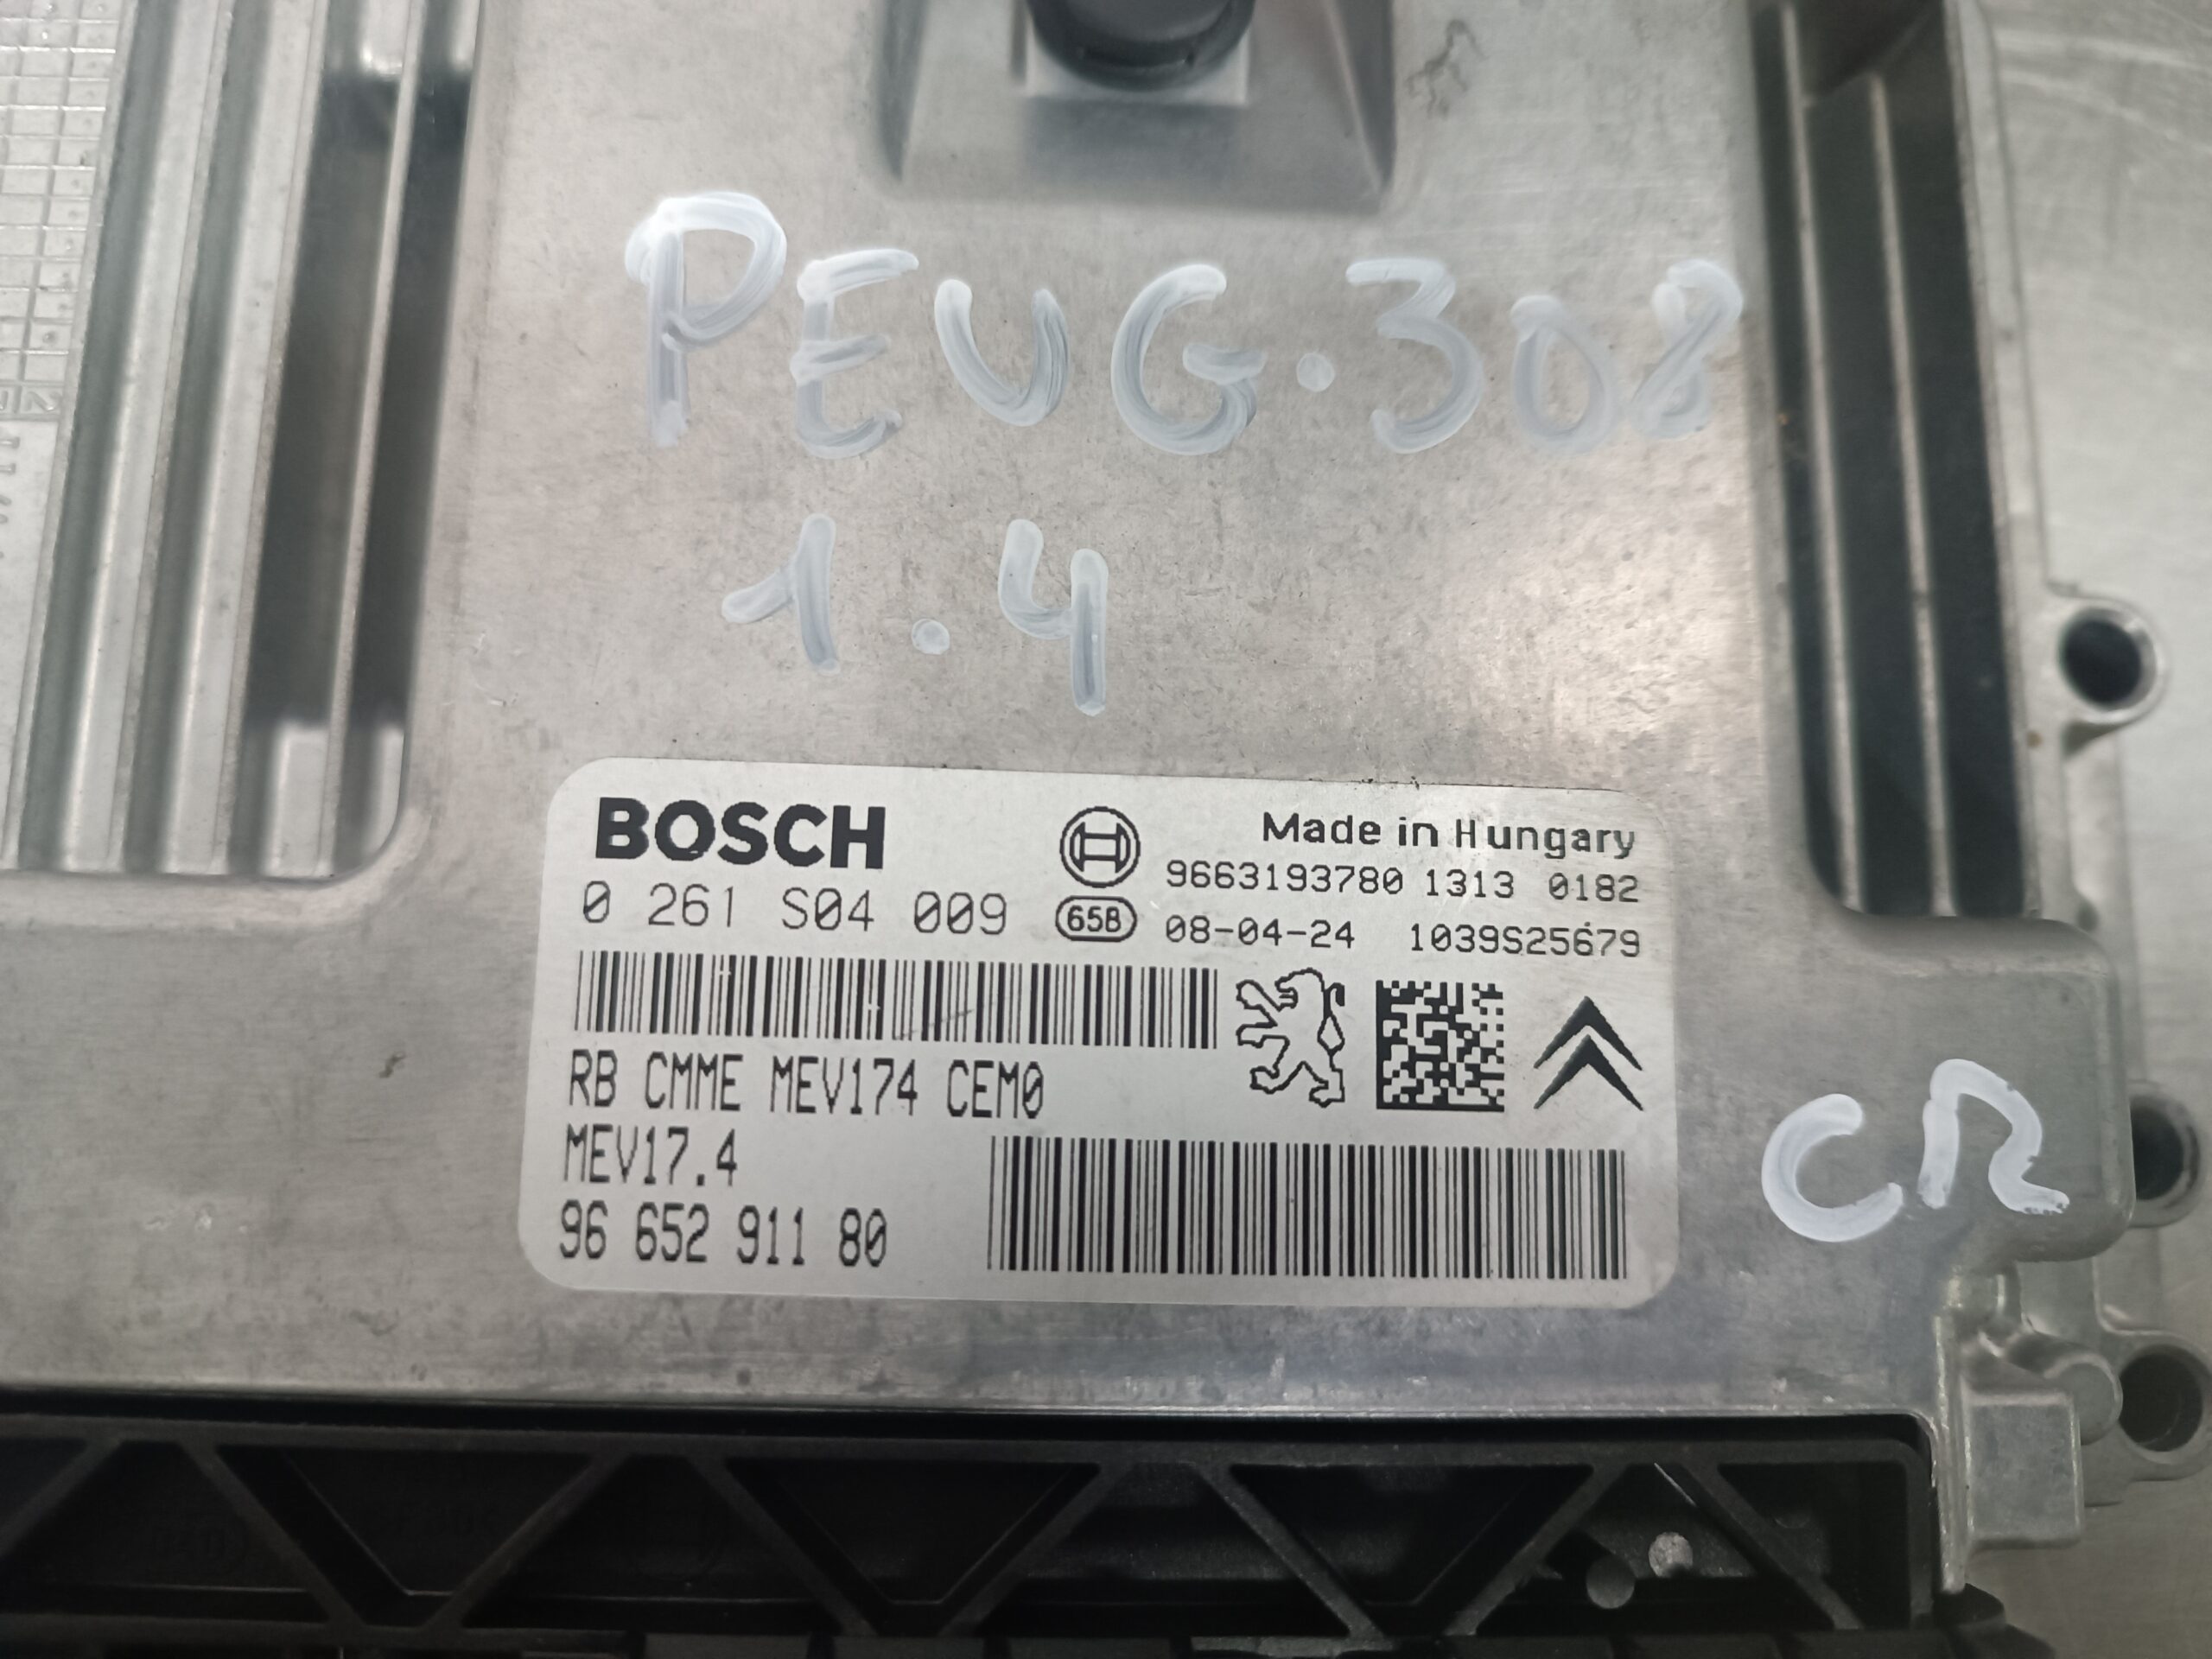 PEUG.308
1.4
BOSCH
0 261 S04 009
658
Made in Hungary
9663193780 1313 0182
08-04-24 1039S25679
RB CMME MEV174 CEM0
MEV17.4
96 652 911 80
CR